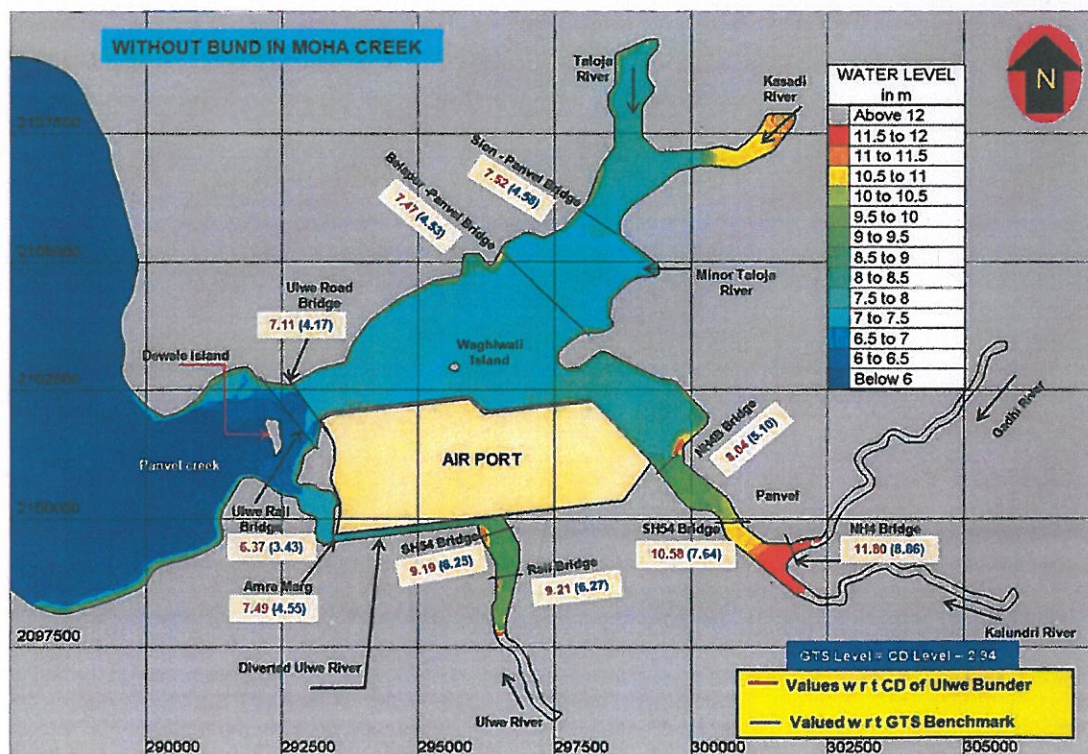 WITHOUT BUND IN MOHA CREEK
Taloja
River
Kasadi
River
N
WATER LEVEL
in m
Above 12
11.5 to 12
11 to 11.5
10.5 to 11
10 to 10.5
9.5 to 10
9 to 9.5
8.5 to 9
8 to 8.5
7.5 to 8
7 to 7.5
6.5 to 7
6 to 6.5
Below 6
2107500
2105000
2102500
2100000
2097500
Sion - Panvel Bridge
7.52 (4.58)
Belapur -Panvel Bridge
7.47 (4.53)
Minor Taloja
River
Ulwe Road
Bridge
7.11 (4.17)
Waghiwali
Island
Dewale Island
Gadhi River
NH4B Bridge
8.04 (5.10)
AIR PORT
Panvel creek
Panvel
Ulwe Rail
Bridge
6.37 (3.43)
SH54 Bridge
9.19 (6.25)
SH54 Bridge
10.58 (7.64)
NH4 Bridge
11.80 (8.86)
Amra Marg
7.49 (4.55)
Rail Bridge
9.21 (6.27)
Kalundri River
Diverted Ulwe River
Ulwe River
GTS Level = CD Level - 2.94
Values w r t CD of Ulwe Bunder
Valued w r t GTS Benchmark
290000
292500
295000
297500
300000
302500
305000